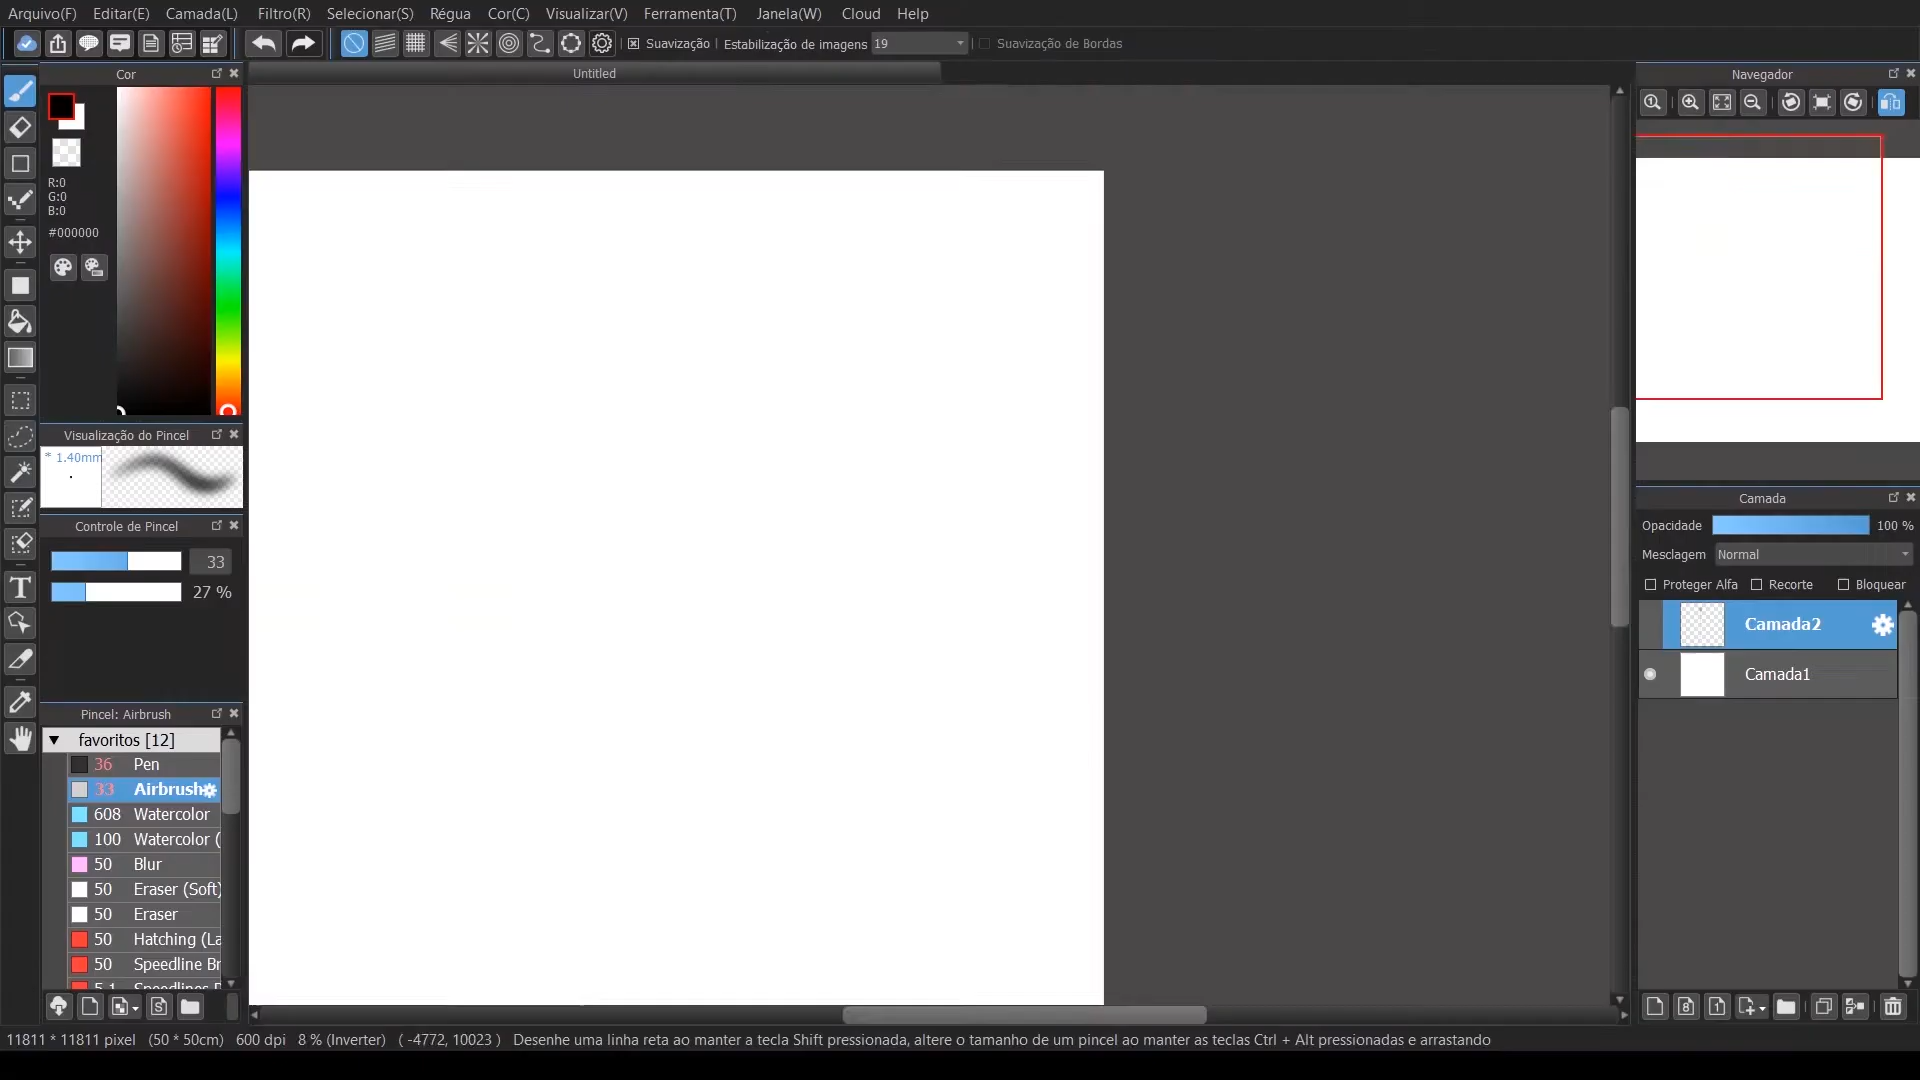 Arquivo(F) Editar(E) Camada(L) Filtro(R) Selecionar(S) Régua Cor(C) Visualizar(V) Ferramenta(T) Janela(W) Cloud Help
Suavização Estabilização de imagens 19 Suavização de Bordas
Cor
Untitled
Navegador
R:0
G:0
B:0
#000000
Visualização do Pincel
* 1.40mm
Controle de Pincel
33
27 %
Pincel: Airbrush
favoritos [12]
36 Pen
33 Airbrush
608 Watercolor
100 Watercolor (
50 Blur
50 Eraser (Soft)
50 Eraser
50 Hatching (La
50 Speedline Br
Camada
Opacidade 100 %
Mesclagem Normal
Proteger Alfa Recorte Bloquear
Camada2
Camada1
11811 * 11811 pixel (50 * 50cm) 600 dpi 8 % (Inverter) ( -4772, 10023 ) Desenhe uma linha reta ao manter a tecla Shift pressionada, altere o tamanho de um pincel ao manter as teclas Ctrl + Alt pressionadas e arrastando